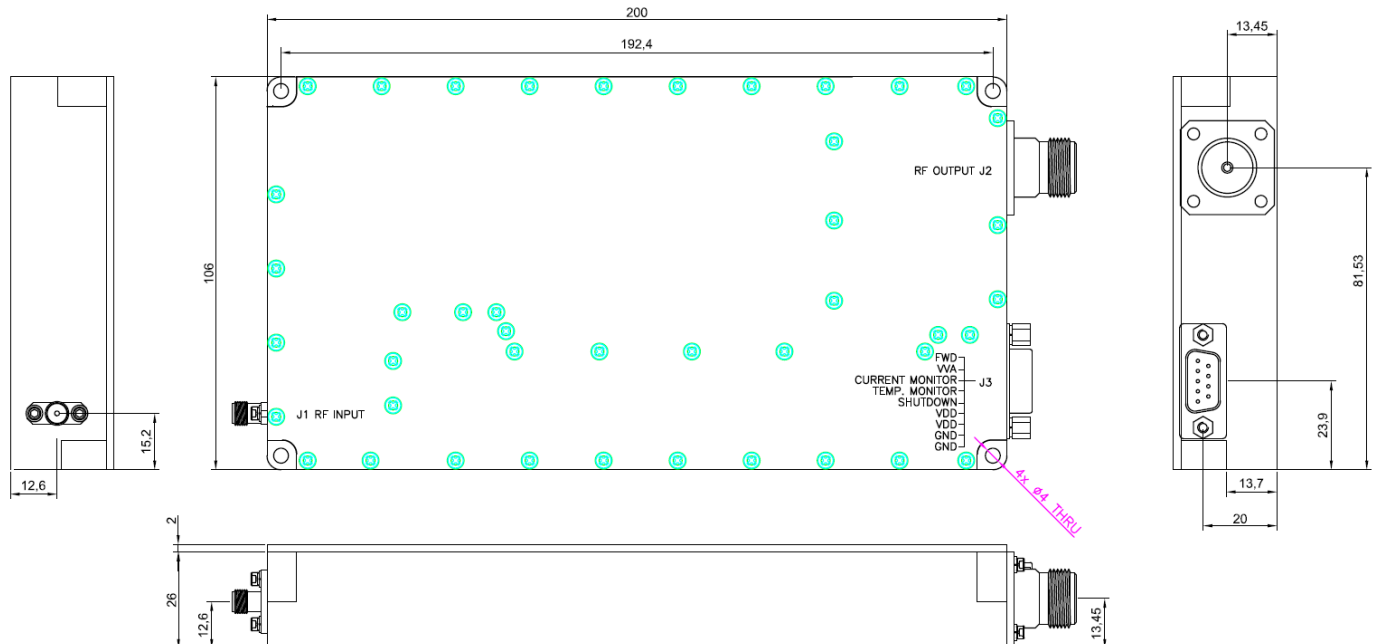 200
192,4
13,45
RF OUTPUT J2
106
81,53
FWD
VVA
CURRENT MONITOR
J3
TEMP. MONITOR
SHUTDOWN
VDD
VDD
GND
GND
J1 RF INPUT
15,2
12,6
23,9
13,7
20
4x ø4 THRU
2
26
12,6
13,45